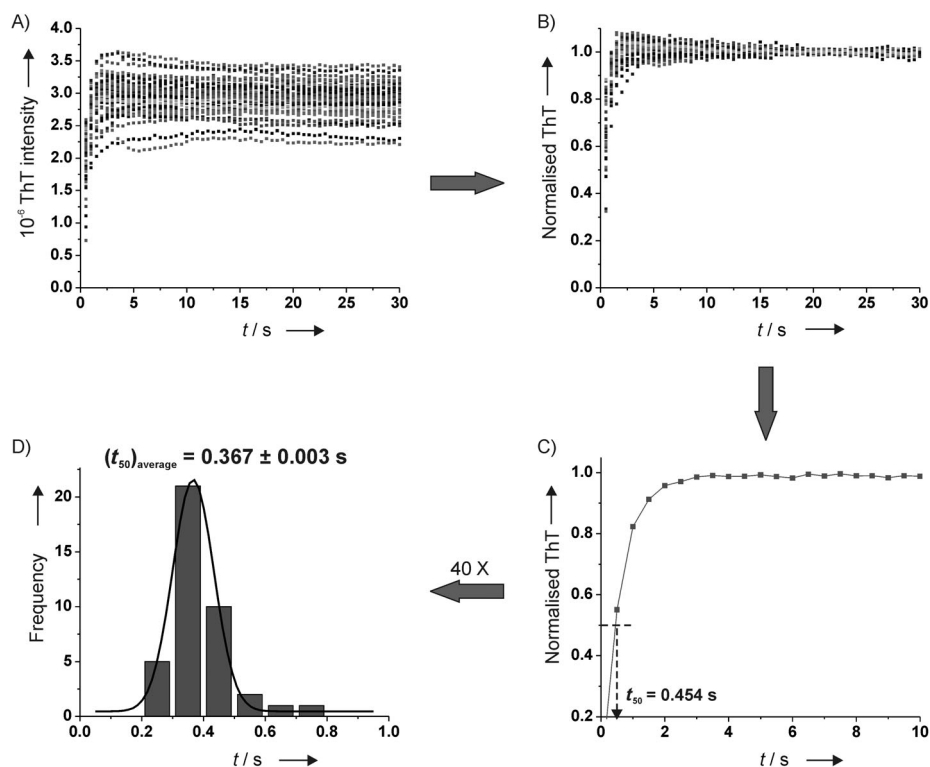 A)
4.0
3.5
3.0
2.5
2.0
1.5
1.0
0.5
0.0
10⁻⁶ ThT intensity
0 5 10 15 20 25 30
t / s
B)
1.0
0.8
0.6
0.4
0.2
0.0
Normalised ThT
0 5 10 15 20 25 30
t / s
D)
(t₅₀)average = 0.367 ± 0.003 s
20
15
10
5
0
Frequency
0.0 0.2 0.4 0.6 0.8 1.0
t / s
40 X
C)
1.0
0.8
0.6
0.4
0.2
Normalised ThT
t₅₀ = 0.454 s
0 2 4 6 8 10
t / s